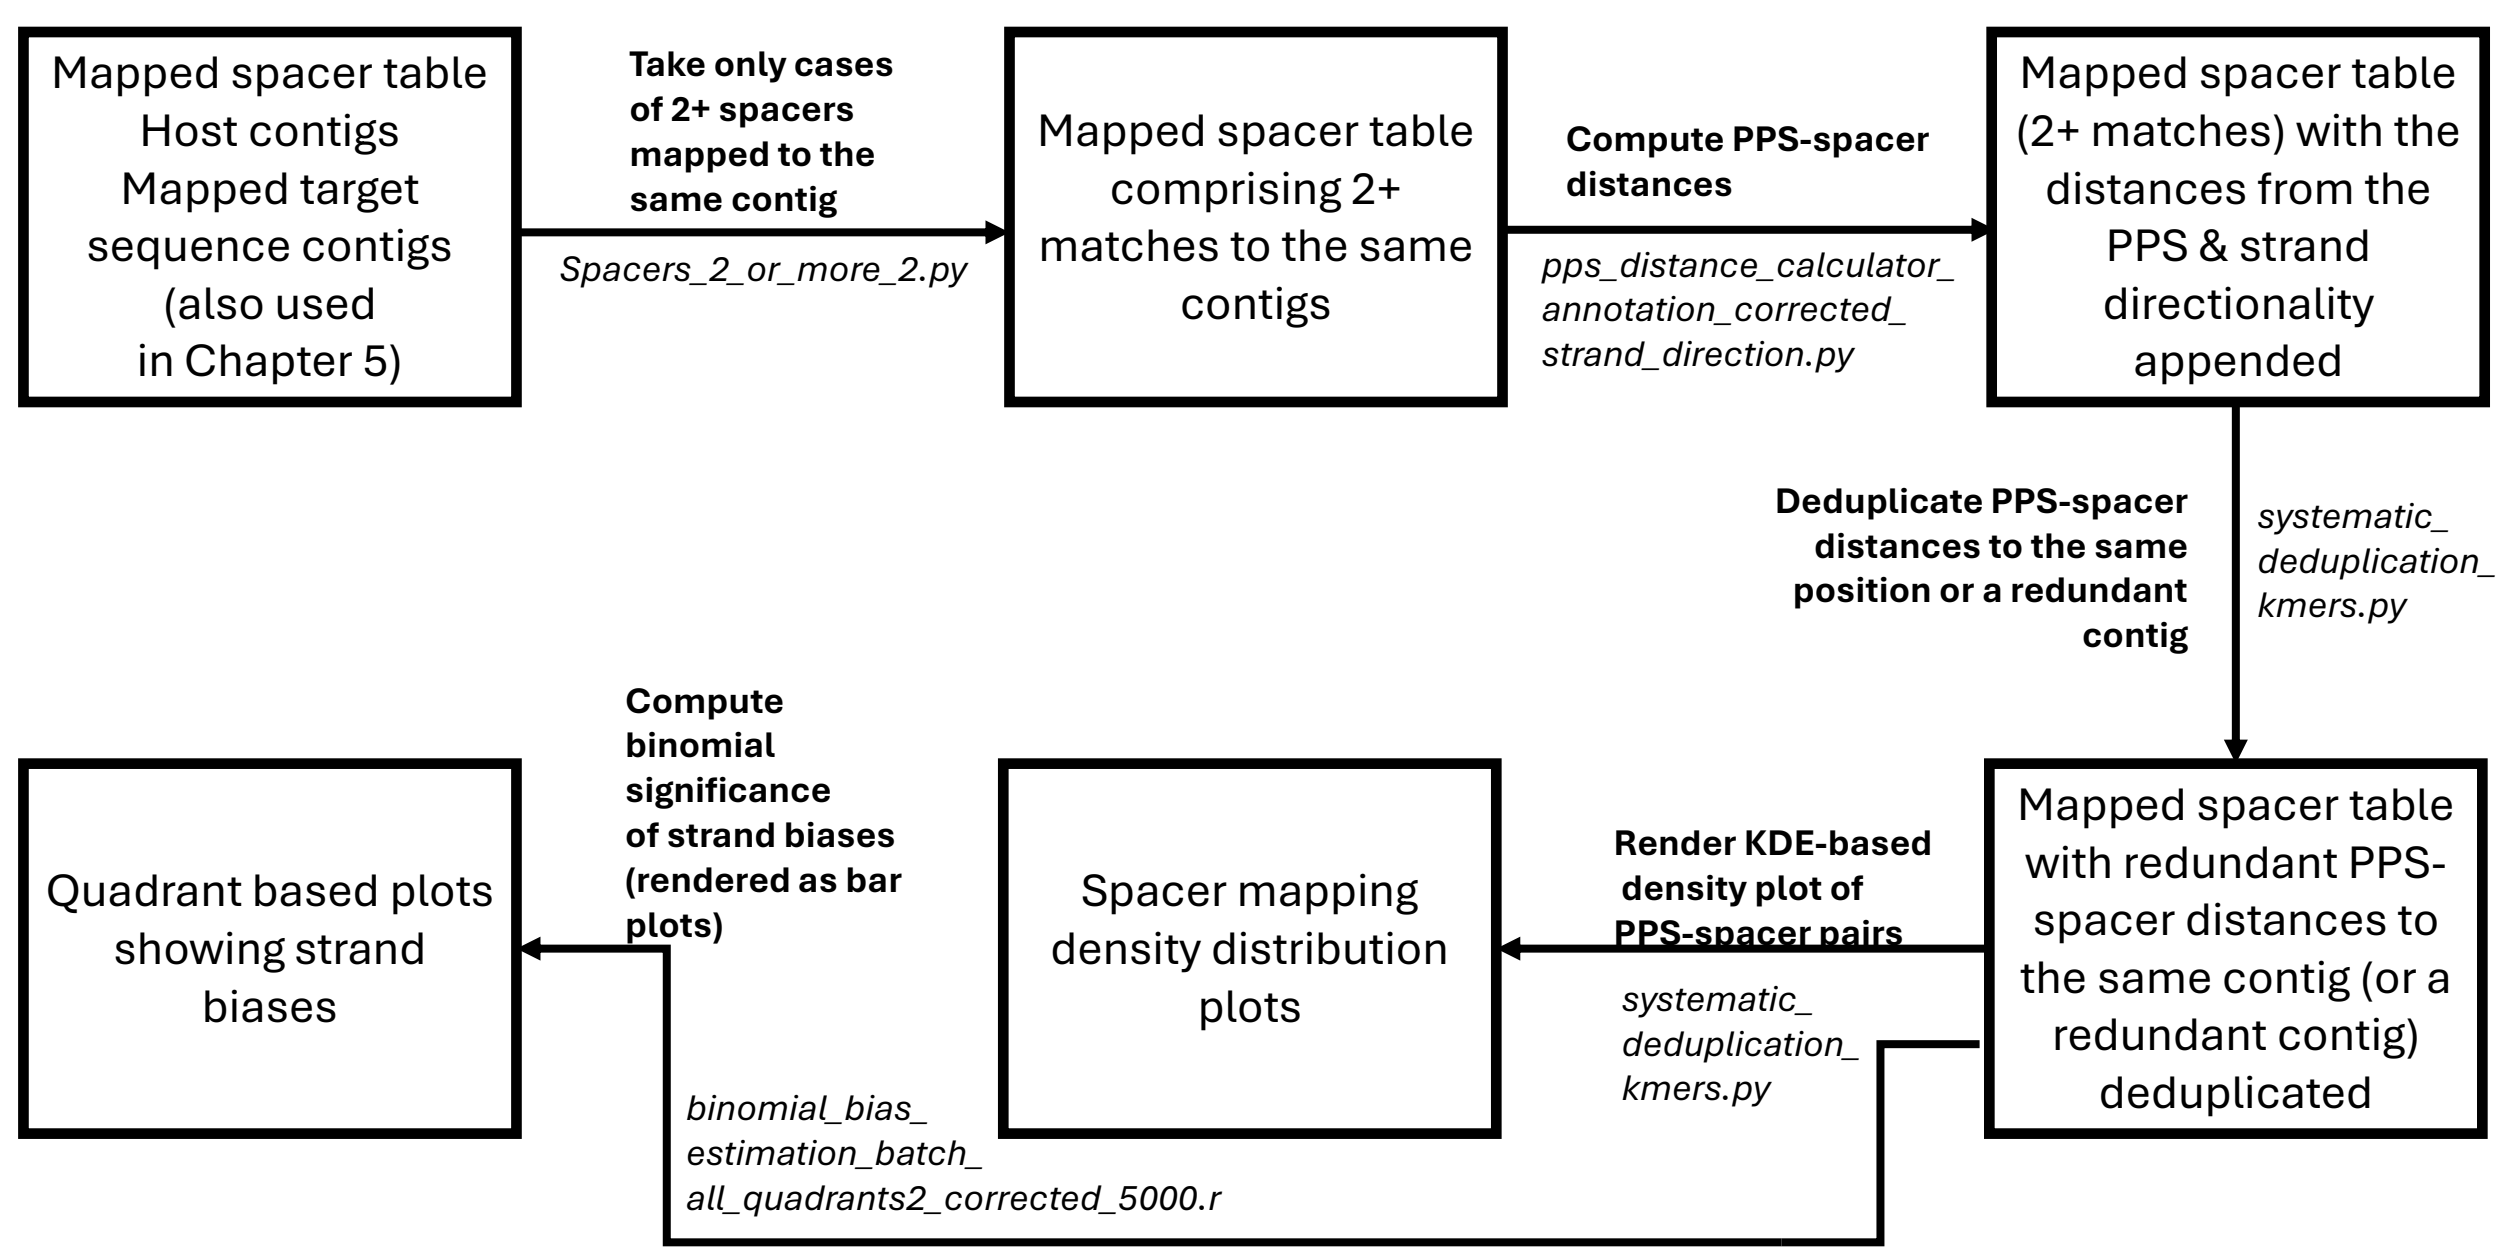 Mapped spacer table
Host contigs
Mapped target
sequence contigs
(also used
in Chapter 5)
Take only cases
of 2+ spacers
mapped to the
same contig
Spacers_2_or_more_2.py
Mapped spacer table
comprising 2+
matches to the same
contigs
Compute PPS-spacer
distances
pps_distance_calculator_
annotation_corrected_
strand_direction.py
Mapped spacer table
(2+ matches) with the
distances from the
PPS & strand
directionality
appended
Deduplicate PPS-spacer
distances to the same
position or a redundant
contig
systematic_
deduplication_
kmers.py
Mapped spacer table
with redundant PPS-
spacer distances to
the same contig (or a
redundant contig)
deduplicated
Render KDE-based
density plot of
PPS-spacer pairs
systematic_
deduplication_
kmers.py
Spacer mapping
density distribution
plots
Compute
binomial
significance
of strand biases
(rendered as bar
plots)
binomial_bias_
estimation_batch_
all_quadrants2_corrected_5000.r
Quadrant based plots
showing strand
biases